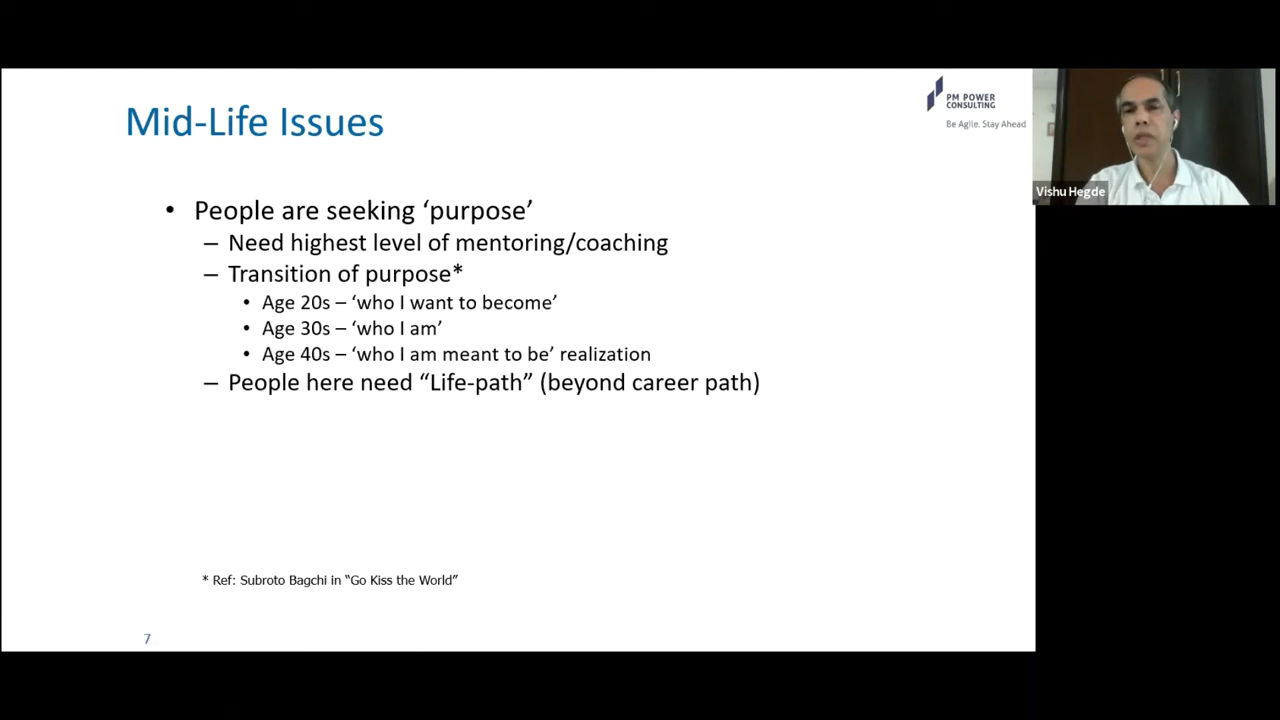 Mid-Life Issues
PM POWER
CONSULTING
Be Agile. Stay Ahead
Vishu Hegde
• People are seeking ‘purpose’
– Need highest level of mentoring/coaching
– Transition of purpose*
• Age 20s – ‘who I want to become’
• Age 30s – ‘who I am’
• Age 40s – ‘who I am meant to be’ realization
– People here need “Life-path” (beyond career path)
* Ref: Subroto Bagchi in “Go Kiss the World”
7